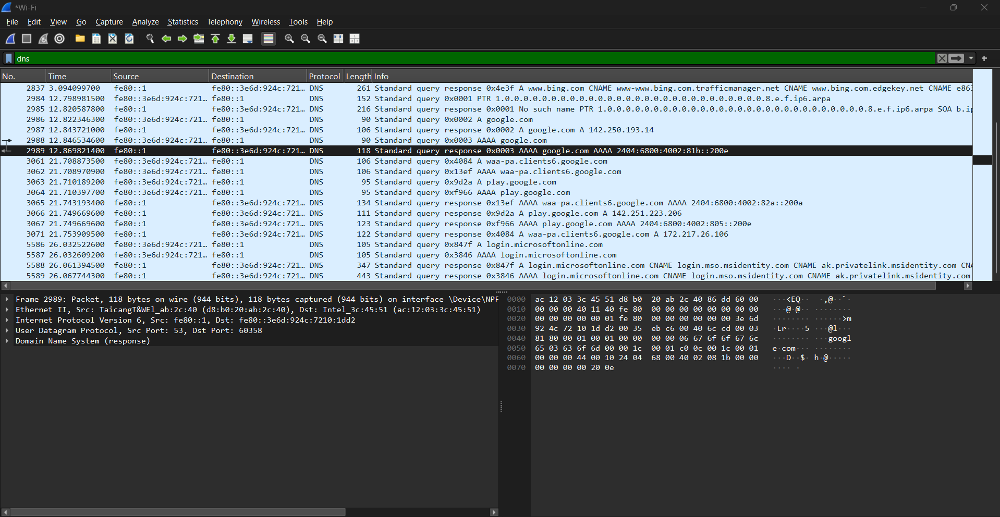 *Wi-Fi
File Edit View Go Capture Analyze Statistics Telephony Wireless Tools Help
dns
No. Time Source Destination Protocol Length Info
2837 3.094099700 fe80::1 fe80::3e6d:924c:721… DNS 261 Standard query response 0x4e3f A www.bing.com CNAME www-www.bing.com.trafficmanager.net CNAME www.bing.com.edgekey.net CNAME e863
2984 12.798981500 fe80::3e6d:924c:721… fe80::1 DNS 152 Standard query 0x0001 PTR 1.0.0.0.0.0.0.0.0.0.0.0.0.0.0.0.0.0.0.0.0.0.0.0.0.0.0.0.0.8.e.f.ip6.arpa
2985 12.820587800 fe80::1 fe80::3e6d:924c:721… DNS 216 Standard query response 0x0001 No such name PTR 1.0.0.0.0.0.0.0.0.0.0.0.0.0.0.0.0.0.0.0.0.0.0.0.0.0.0.0.0.8.e.f.ip6.arpa SOA b.ip
2986 12.822346300 fe80::3e6d:924c:721… fe80::1 DNS 90 Standard query 0x0002 A google.com
2987 12.843721000 fe80::1 fe80::3e6d:924c:721… DNS 106 Standard query response 0x0002 A google.com A 142.250.193.14
2988 12.846534600 fe80::3e6d:924c:721… fe80::1 DNS 90 Standard query 0x0003 AAAA google.com
2989 12.869821400 fe80::1 fe80::3e6d:924c:721… DNS 118 Standard query response 0x0003 AAAA google.com AAAA 2404:6800:4002:81b::200e
3061 21.708873500 fe80::3e6d:924c:721… fe80::1 DNS 106 Standard query 0x4084 A waa-pa.clients6.google.com
3062 21.708970900 fe80::3e6d:924c:721… fe80::1 DNS 106 Standard query 0x13ef AAAA waa-pa.clients6.google.com
3063 21.710189200 fe80::3e6d:924c:721… fe80::1 DNS 95 Standard query 0x9d2a A play.google.com
3064 21.710397700 fe80::3e6d:924c:721… fe80::1 DNS 95 Standard query 0xf966 AAAA play.google.com
3065 21.743193400 fe80::1 fe80::3e6d:924c:721… DNS 134 Standard query response 0x13ef AAAA waa-pa.clients6.google.com AAAA 2404:6800:4002:82a::200a
3066 21.749669600 fe80::1 fe80::3e6d:924c:721… DNS 111 Standard query response 0x9d2a A play.google.com A 142.251.223.206
3067 21.749669600 fe80::1 fe80::3e6d:924c:721… DNS 123 Standard query response 0xf966 AAAA play.google.com AAAA 2404:6800:4002:805::200e
3071 21.753909500 fe80::1 fe80::3e6d:924c:721… DNS 122 Standard query response 0x4084 A waa-pa.clients6.google.com A 172.217.26.106
5586 26.032522600 fe80::3e6d:924c:721… fe80::1 DNS 105 Standard query 0x847f A login.microsoftonline.com
5587 26.032609200 fe80::3e6d:924c:721… fe80::1 DNS 105 Standard query 0x3846 AAAA login.microsoftonline.com
5588 26.061394500 fe80::1 fe80::3e6d:924c:721… DNS 347 Standard query response 0x847f A login.microsoftonline.com CNAME login.mso.msidentity.com CNAME ak.privatelink.msidentity.com CNA
5589 26.067744300 fe80::1 fe80::3e6d:924c:721… DNS 443 Standard query response 0x3846 AAAA login.microsoftonline.com CNAME login.mso.msidentity.com CNAME ak.privatelink.msidentity.com
Frame 2989: Packet, 118 bytes on wire (944 bits), 118 bytes captured (944 bits) on interface \Device\NPF
Ethernet II, Src: TaicangT&WEl_ab:2c:40 (d8:b0:20:ab:2c:40), Dst: Intel_3c:45:51 (ac:12:03:3c:45:51)
Internet Protocol Version 6, Src: fe80::1, Dst: fe80::3e6d:924c:7210:1dd2
User Datagram Protocol, Src Port: 53, Dst Port: 60358
Domain Name System (response)
0000 ac 12 03 3c 45 51 d8 b0 20 ab 2c 40 86 dd 60 00 ···<EQ·· ·,@··`·
0010 00 00 00 40 11 40 fe 80 00 00 00 00 00 00 00 00 ···@·@·· ········
0020 00 00 00 00 00 01 fe 80 00 00 00 00 00 00 3e 6d ········ ······>m
0030 92 4c 72 10 1d d2 00 35 eb c6 00 40 6c cd 00 03 ·Lr····5 ···@l···
0040 81 80 00 01 00 01 00 00 00 00 06 67 6f 6f 67 6c ········ ···googl
0050 65 03 63 6f 6d 00 00 1c 00 01 c0 0c 00 1c 00 01 e·com··· ········
0060 00 00 00 44 00 10 24 04 68 00 40 02 08 1b 00 00 ···D··$· h·@·····
0070 00 00 00 00 20 0e ···· ·